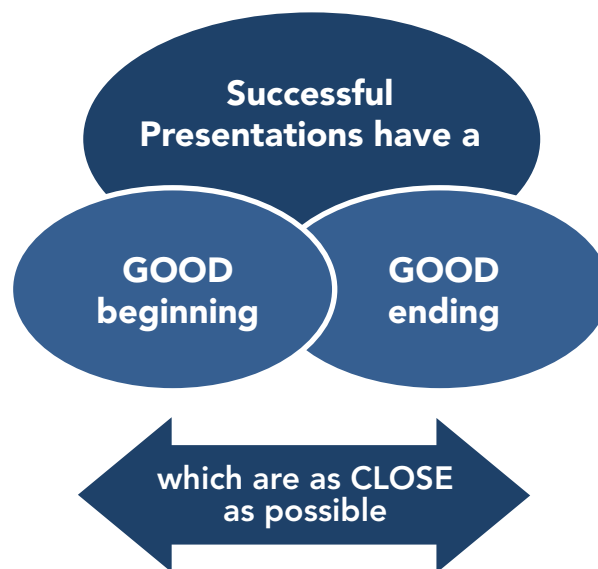 Successful
Presentations have a
GOOD
beginning
GOOD
ending
which are as CLOSE
as possible